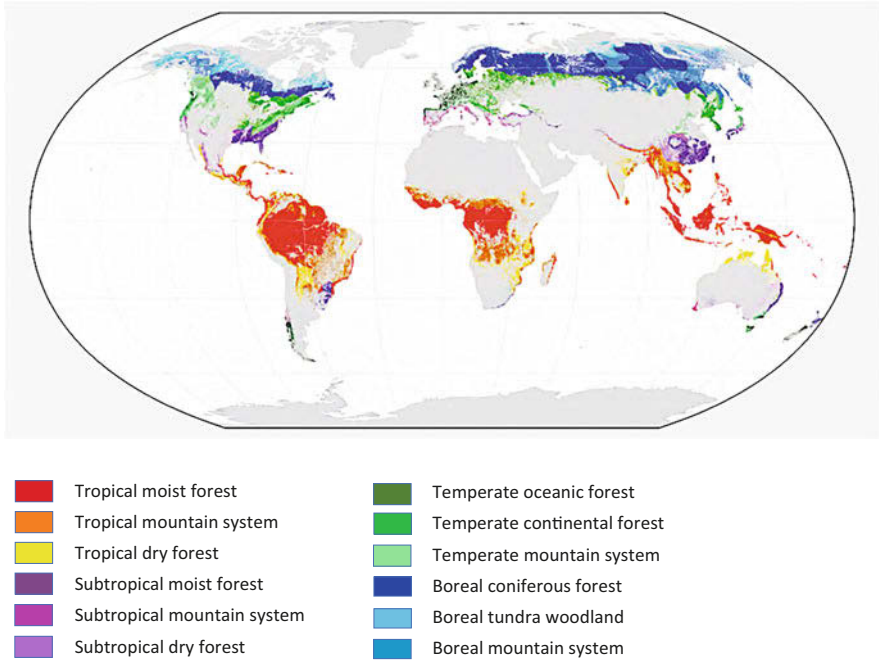 Tropical moist forest
Tropical mountain system
Tropical dry forest
Subtropical moist forest
Subtropical mountain system
Subtropical dry forest
Temperate oceanic forest
Temperate continental forest
Temperate mountain system
Boreal coniferous forest
Boreal tundra woodland
Boreal mountain system